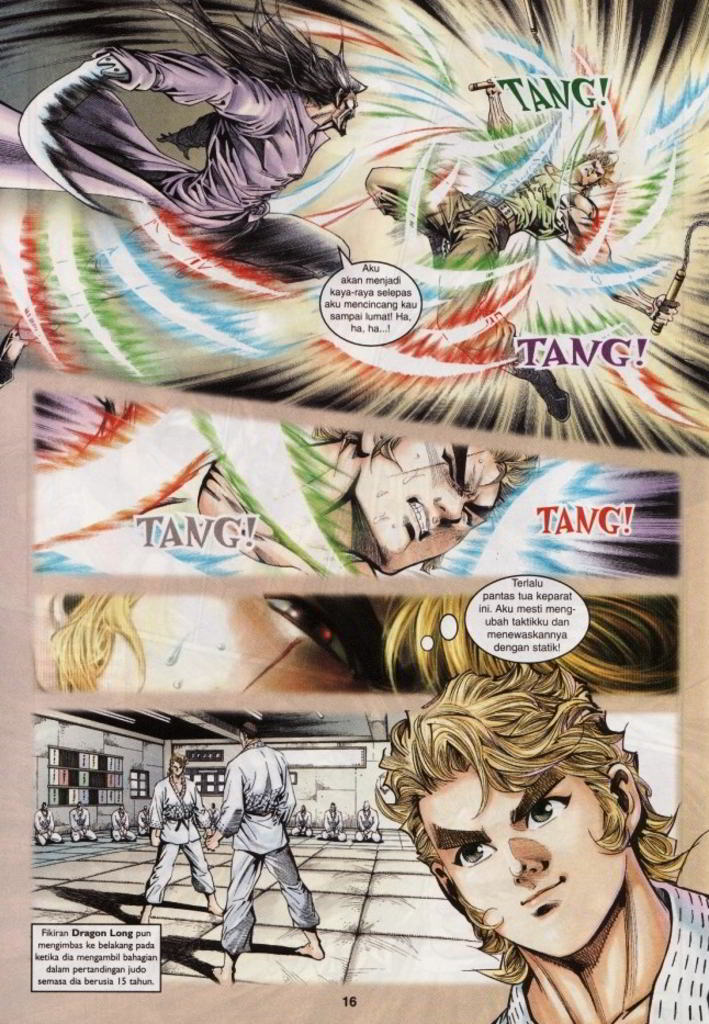 TANG!
Aku
akan menjadi
kaya-raya selepas
aku mencincang kau
sampai lumat! Ha,
ha, ha...!
TANG!
TANG!
TANG!
Terlalu
pantas tua keparat
ini. Aku mesti meng-
ubah taktikku dan
menewaskannya
dengan statik!
Fikiran Dragon Long pun
mengimbas ke belakang pada
ketika dia mengambil bahagian
dalam pertandingan judo
semasa dia berusia 15 tahun.
16